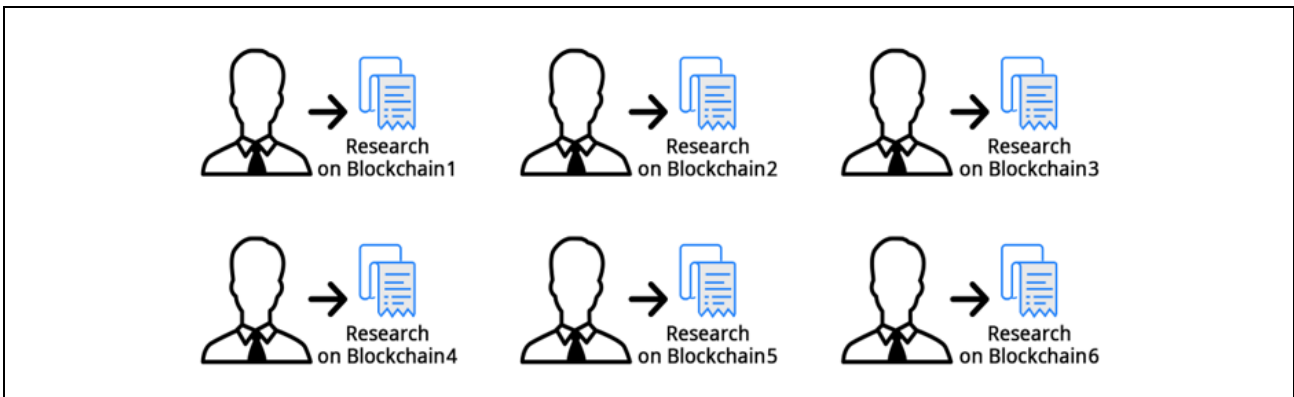 Research
on Blockchain1
Research
on Blockchain2
Research
on Blockchain3
Research
on Blockchain4
Research
on Blockchain5
Research
on Blockchain6